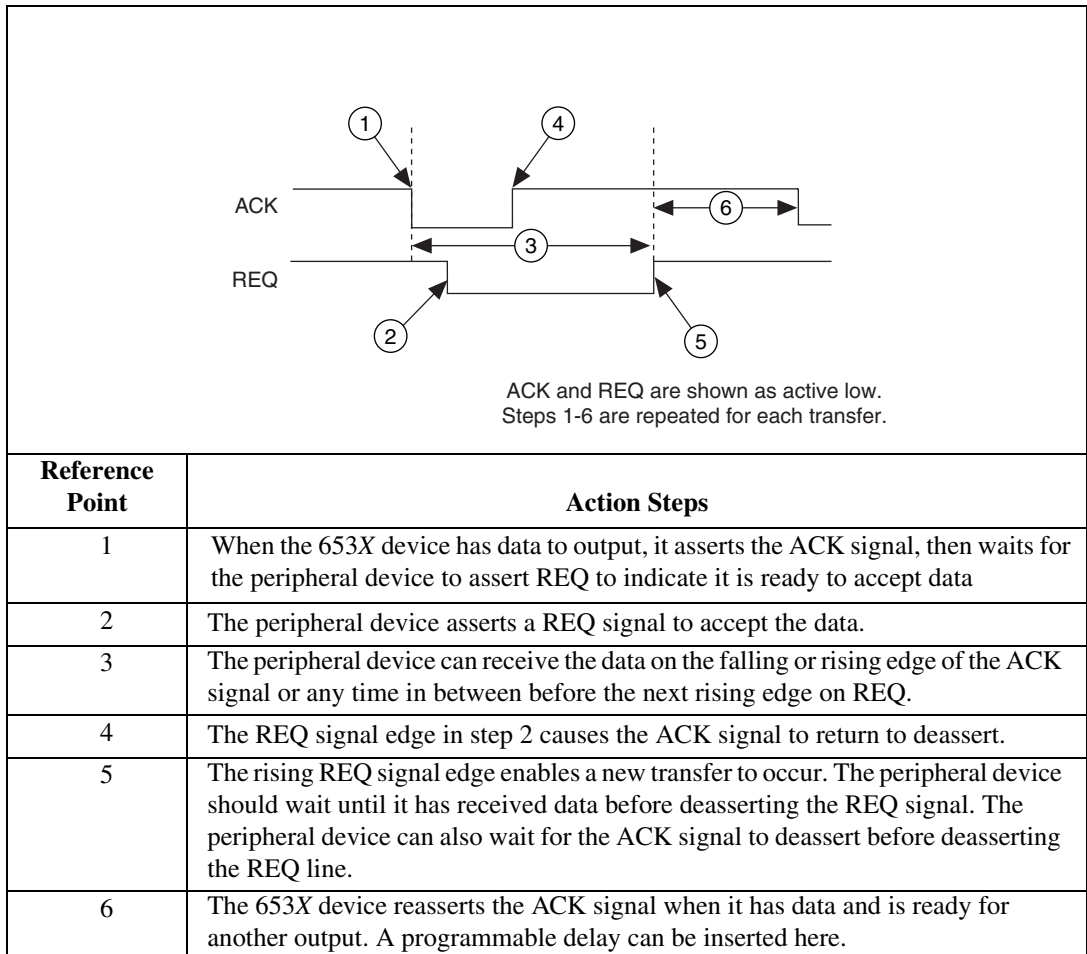 1
4
ACK
6
3
REQ
2
5
ACK and REQ are shown as active low.
Steps 1-6 are repeated for each transfer.
Reference
Point
Action Steps
1
When the 653X device has data to output, it asserts the ACK signal, then waits for
the peripheral device to assert REQ to indicate it is ready to accept data
2
The peripheral device asserts a REQ signal to accept the data.
3
The peripheral device can receive the data on the falling or rising edge of the ACK
signal or any time in between before the next rising edge on REQ.
4
The REQ signal edge in step 2 causes the ACK signal to return to deassert.
5
The rising REQ signal edge enables a new transfer to occur. The peripheral device
should wait until it has received data before deasserting the REQ signal. The
peripheral device can also wait for the ACK signal to deassert before deasserting
the REQ line.
6
The 653X device reasserts the ACK signal when it has data and is ready for
another output. A programmable delay can be inserted here.